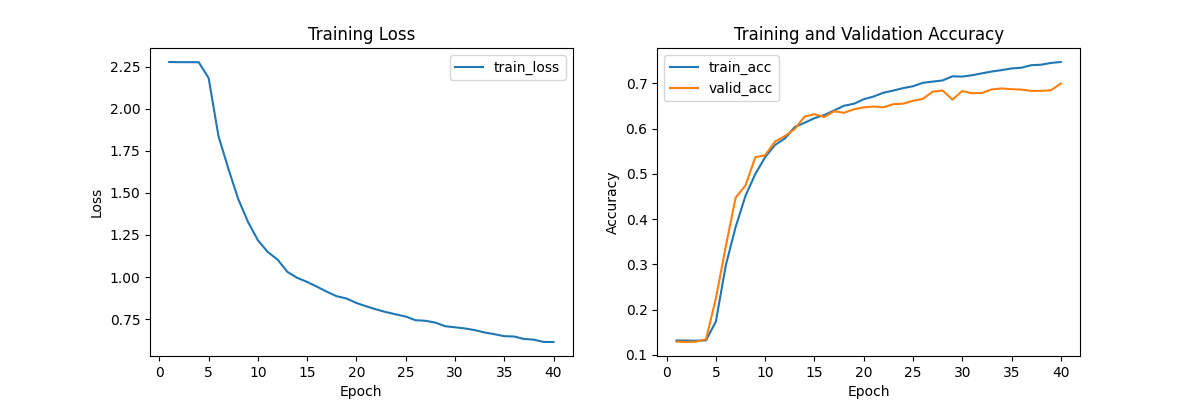 Training Loss
2.25
2.00
1.75
1.50
1.25
1.00
0.75
Loss
train_loss
0 5 10 15 20 25 30 35 40
Epoch
Training and Validation Accuracy
train_acc
valid_acc
0.7
0.6
0.5
0.4
0.3
0.2
0.1
Accuracy
0 5 10 15 20 25 30 35 40
Epoch